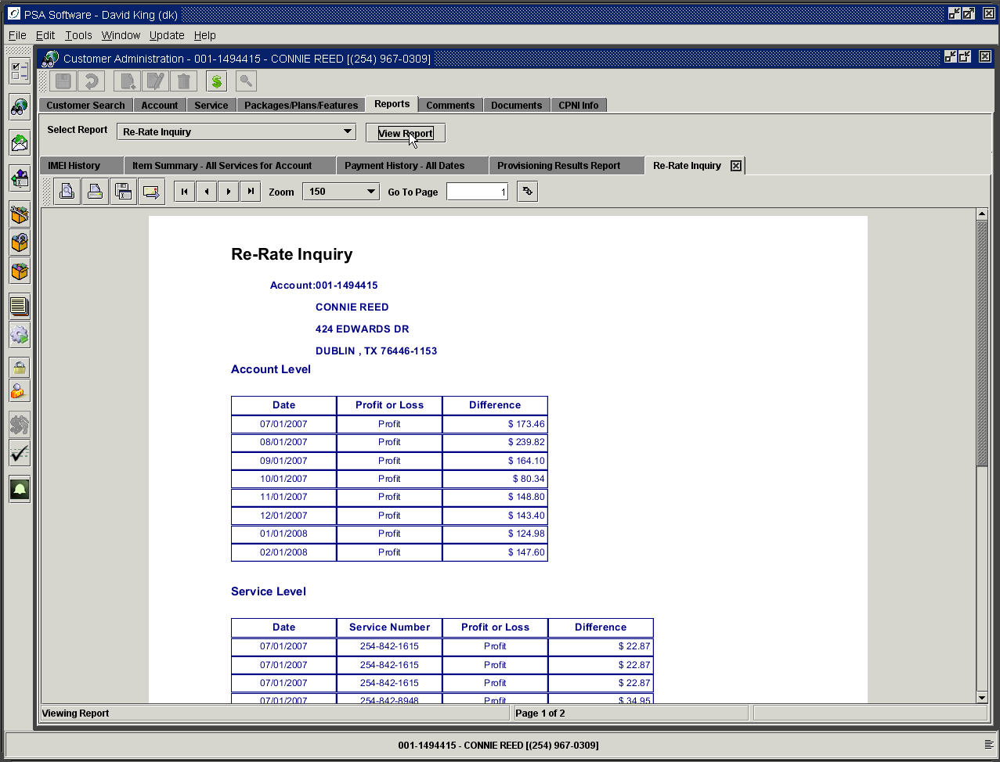 PSA Software - David King (dk)
File Edit Tools Window Update Help
Customer Administration - 001-1494415 - CONNIE REED [(254) 967-0309]
Customer Search Account Service Packages/Plans/Features Reports Comments Documents CPNI Info
Select Report Re-Rate Inquiry View Report
IMEI History Item Summary - All Services for Account Payment History - All Dates Provisioning Results Report Re-Rate Inquiry
Zoom 150 Go To Page 1
Re-Rate Inquiry
Account:001-1494415
CONNIE REED
424 EDWARDS DR
DUBLIN , TX 76446-1153
Account Level
Date Profit or Loss Difference
07/01/2007 Profit $ 173.46
08/01/2007 Profit $ 239.82
09/01/2007 Profit $ 164.10
10/01/2007 Profit $ 80.34
11/01/2007 Profit $ 148.80
12/01/2007 Profit $ 143.40
01/01/2008 Profit $ 124.98
02/01/2008 Profit $ 147.60
Service Level
Date Service Number Profit or Loss Difference
07/01/2007 254-842-1615 Profit $ 22.87
07/01/2007 254-842-1615 Profit $ 22.87
07/01/2007 254-842-1615 Profit $ 22.87
07/01/2007 254-842-8948 Profit $ 34.95
Viewing Report Page 1 of 2
001-1494415 - CONNIE REED [(254) 967-0309]